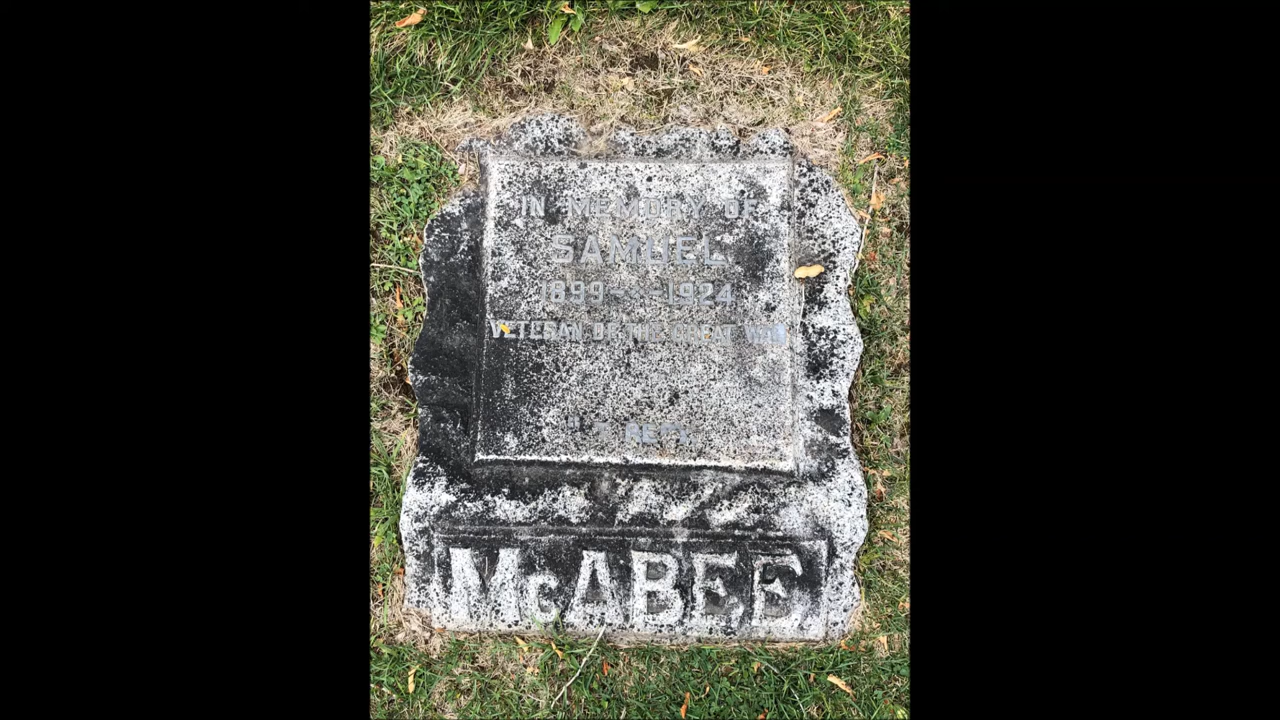 IN MEMORY OF
SAMUEL
1899 — 1924
VETERAN OF THE GREAT WAR
McABEE